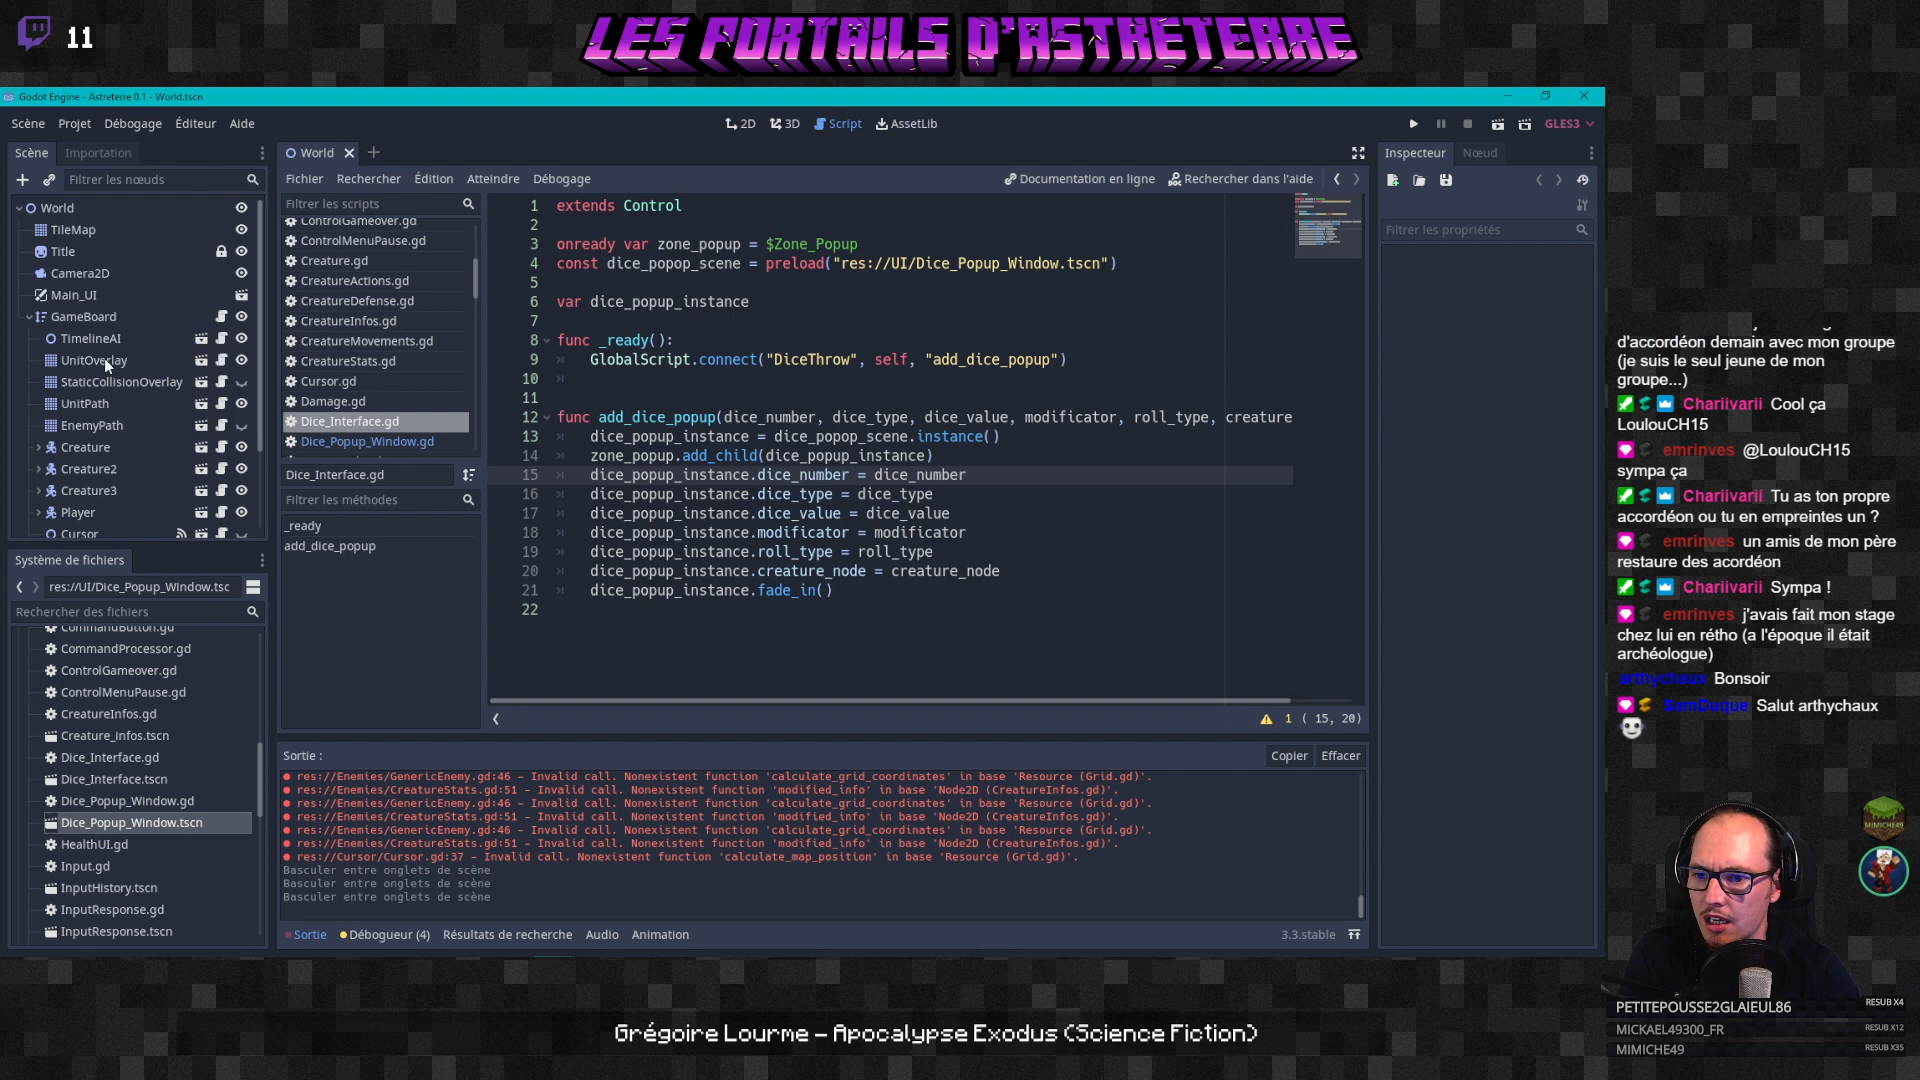 11
LES PORTAILS D'ASTRÉTERRE
Godot Engine - Astreterre 0.1 - World.tscn
Scène Projet Débogage Éditeur Aide
2D 3D Script AssetLib
GLES3
Scène Importation
Filtrer les nœuds
World
TileMap
Title
Camera2D
Main_UI
GameBoard
TimelineAI
UnitOverlay
StaticCollisionOverlay
UnitPath
EnemyPath
Creature
Creature2
Creature3
Player
Cursor
Système de fichiers
res://UI/Dice_Popup_Window.tsc
Rechercher des fichiers
CommandButton.gd
CommandProcessor.gd
ControlGameover.gd
ControlMenuPause.gd
CreatureInfos.gd
Creature_infos.tscn
Dice_Interface.gd
Dice_Interface.tscn
Dice_Popup_Window.gd
Dice_Popup_Window.tscn
HealthUI.gd
Input.gd
InputHistory.tscn
InputResponse.gd
InputResponse.tscn
World
Fichier Rechercher Édition Atteindre Débogage
Documentation en ligne Rechercher dans l'aide
Filtrer les scripts
ControlGameover.gd
ControlMenuPause.gd
Creature.gd
CreatureActions.gd
CreatureDefense.gd
CreatureInfos.gd
CreatureMovements.gd
CreatureStats.gd
Cursor.gd
Damage.gd
Dice_Interface.gd
Dice_Popup_Window.gd
Dice_Interface.gd
Filtrer les méthodes
_ready
add_dice_popup
1 extends Control
2
3 onready var zone_popup = $Zone_Popup
4 const dice_popop_scene = preload("res://UI/Dice_Popup_Window.tscn")
5
6 var dice_popup_instance
7
8 func _ready():
9 GlobalScript.connect("DiceThrow", self, "add_dice_popup")
10
11
12 func add_dice_popup(dice_number, dice_type, dice_value, modificator, roll_type, creature
13 dice_popup_instance = dice_popop_scene.instance()
14 zone_popup.add_child(dice_popup_instance)
15 dice_popup_instance.dice_number = dice_number
16 dice_popup_instance.dice_type = dice_type
17 dice_popup_instance.dice_value = dice_value
18 dice_popup_instance.modificator = modificator
19 dice_popup_instance.roll_type = roll_type
20 dice_popup_instance.creature_node = creature_node
21 dice_popup_instance.fade_in()
22
1 ( 15, 20)
Sortie :
Copier Effacer
res://Enemies/GenericEnemy.gd:46 - Invalid call. Nonexistent function 'calculate_grid_coordinates' in base 'Resource (Grid.gd)'.
res://Enemies/CreatureStats.gd:51 - Invalid call. Nonexistent function 'modified_info' in base 'Node2D (CreatureInfos.gd)'.
res://Enemies/GenericEnemy.gd:46 - Invalid call. Nonexistent function 'calculate_grid_coordinates' in base 'Resource (Grid.gd)'.
res://Enemies/CreatureStats.gd:51 - Invalid call. Nonexistent function 'modified_info' in base 'Node2D (CreatureInfos.gd)'.
res://Enemies/GenericEnemy.gd:46 - Invalid call. Nonexistent function 'calculate_grid_coordinates' in base 'Resource (Grid.gd)'.
res://Enemies/CreatureStats.gd:51 - Invalid call. Nonexistent function 'modified_info' in base 'Node2D (CreatureInfos.gd)'.
res://Cursor/Cursor.gd:37 - Invalid call. Nonexistent function 'calculate_map_position' in base 'Resource (Grid.gd)'.
Basculer entre onglets de scène
Basculer entre onglets de scène
Basculer entre onglets de scène
Sortie Débogueur (4) Résultats de recherche Audio Animation
3.3.stable
Inspecteur Nœud
Filtrer les propriétés
d'accordéon demain avec mon groupe
(je suis le seul jeune de mon
groupe...)
Chariivarii Cool ça
LoulouCH15
emrinves @LoulouCH15
sympa ça
Chariivarii Tu as ton propre
accordéon ou tu en empreintes un ?
emrinves un amis de mon père
restaure des acordéon
Chariivarii Sympa !
emrinves j'avais fait mon stage
chez lui en rétho (a l'époque il était
archéologue)
arthychaux Bonsoir
SamDuque Salut arthychaux
MIMICHE49
PETITEPOUSSE2GLAIEUL86 RESUB X4
MICKAEL49300_FR RESUB X12
MIMICHE49 RESUB X35
Grégoire Lourme – Apocalypse Exodus (Science Fiction)